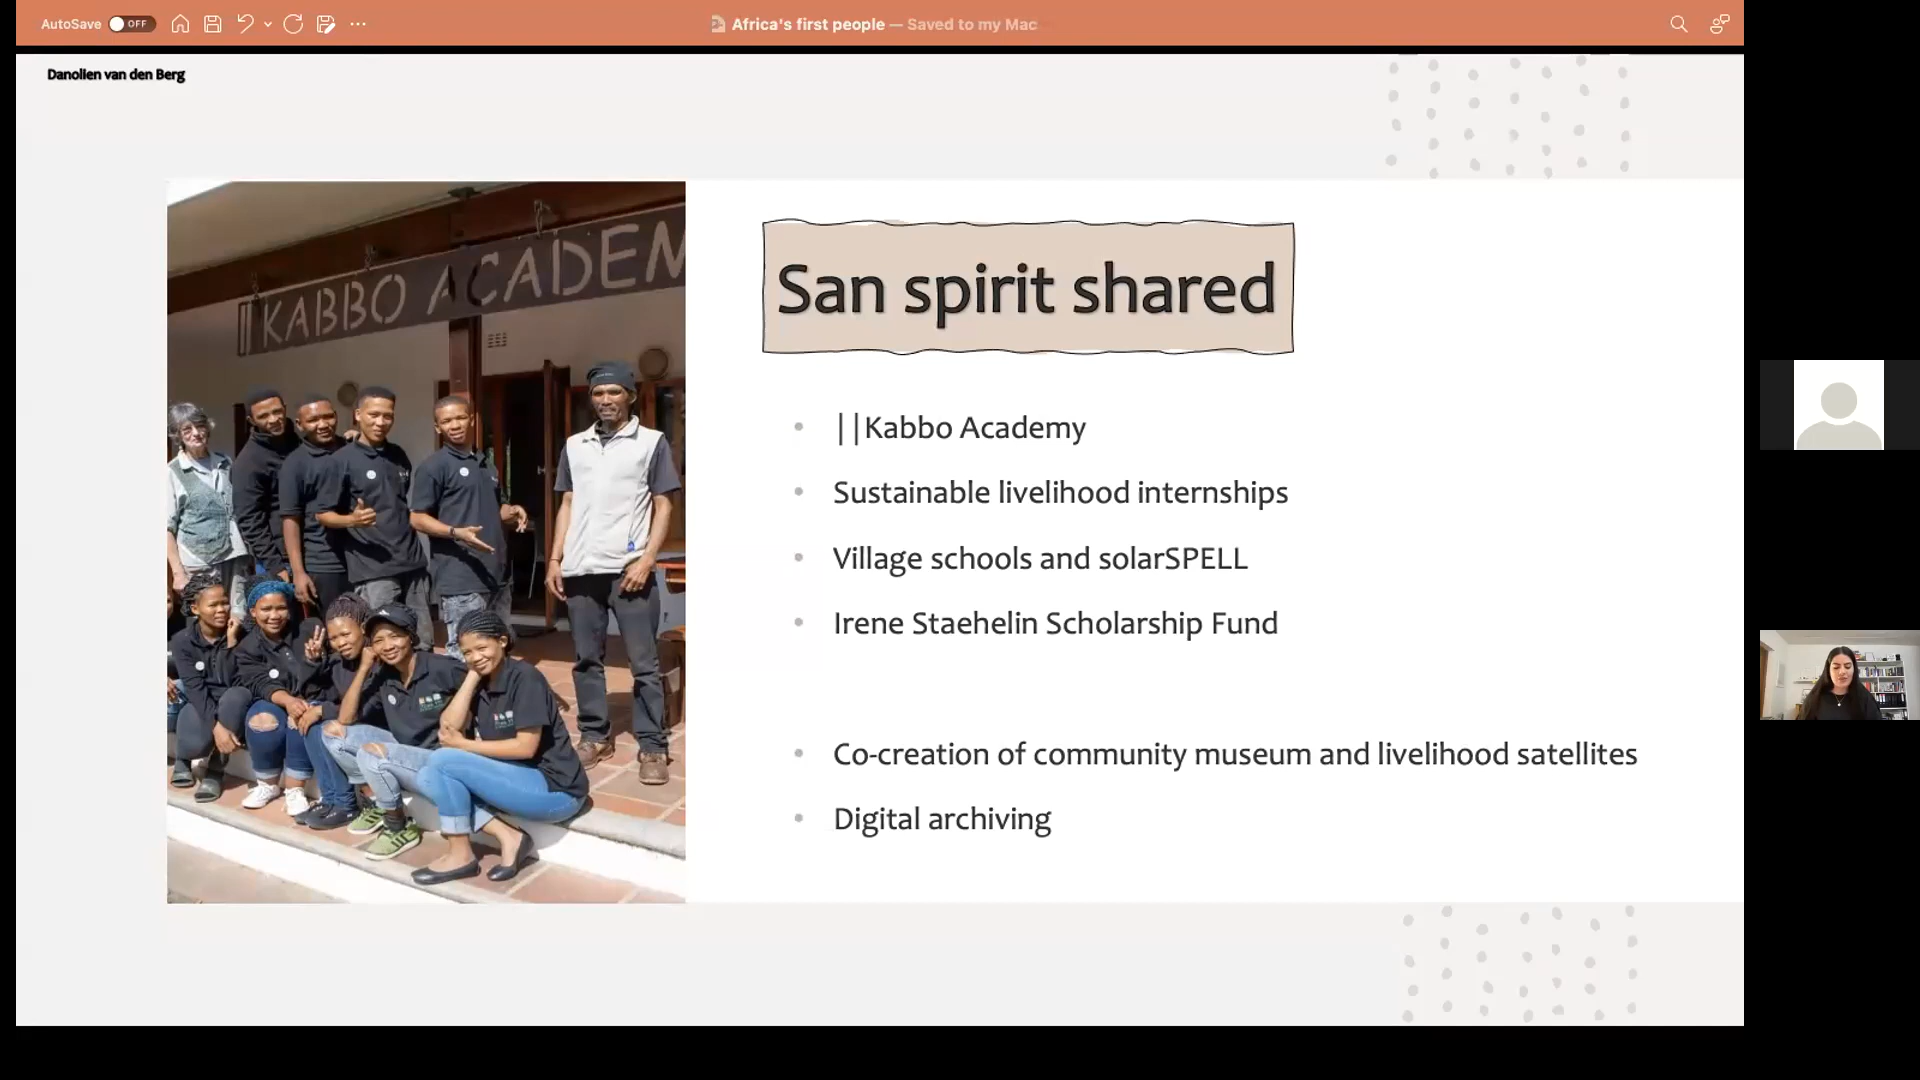 AutoSave OFF
Africa's first people — Saved to my Mac
Danolien van den Berg
||KABBO ACADEM
San spirit shared
||Kabbo Academy
Sustainable livelihood internships
Village schools and solarSPELL
Irene Staehelin Scholarship Fund
Co-creation of community museum and livelihood satellites
Digital archiving